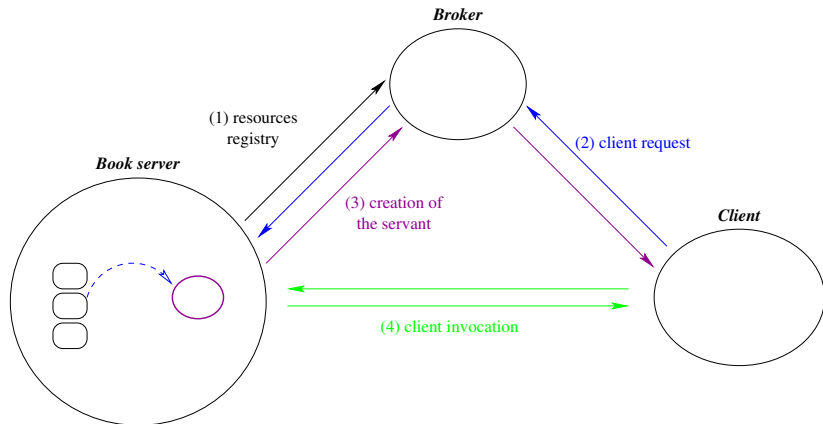 Broker
(1) resources
registry
(2) client request
Book server
(3) creation of
the servant
Client
(4) client invocation